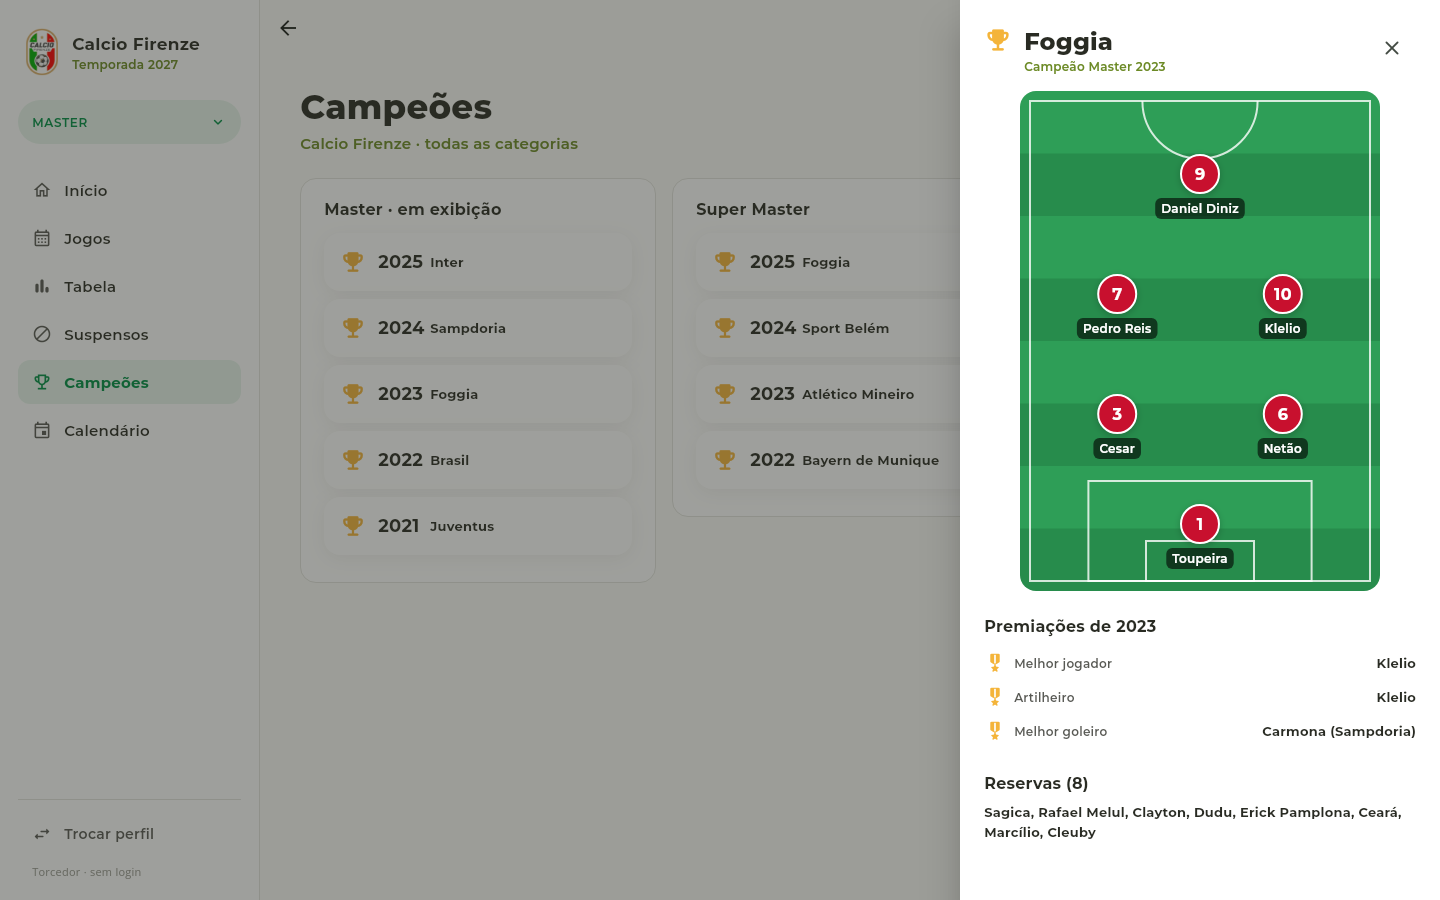 CALCIO
Calcio Firenze
Temporada 2027
MASTER
Início
Jogos
Tabela
Suspensos
Campeões
Calendário
Trocar perfil
Torcedor · sem login
Campeões
Calcio Firenze · todas as categorias
Master · em exibição
2025 Inter
2024 Sampdoria
2023 Foggia
2022 Brasil
2021 Juventus
Super Master
2025 Foggia
2024 Sport Belém
2023 Atlético Mineiro
2022 Bayern de Munique
Foggia
Campeão Master 2023
9
Daniel Diniz
7
Pedro Reis
10
Klelio
3
Cesar
6
Netão
1
Toupeira
Premiações de 2023
Melhor jogador Klelio
Artilheiro Klelio
Melhor goleiro Carmona (Sampdoria)
Reservas (8)
Sagica, Rafael Melul, Clayton, Dudu, Erick Pamplona, Ceará,
Marcílio, Cleuby